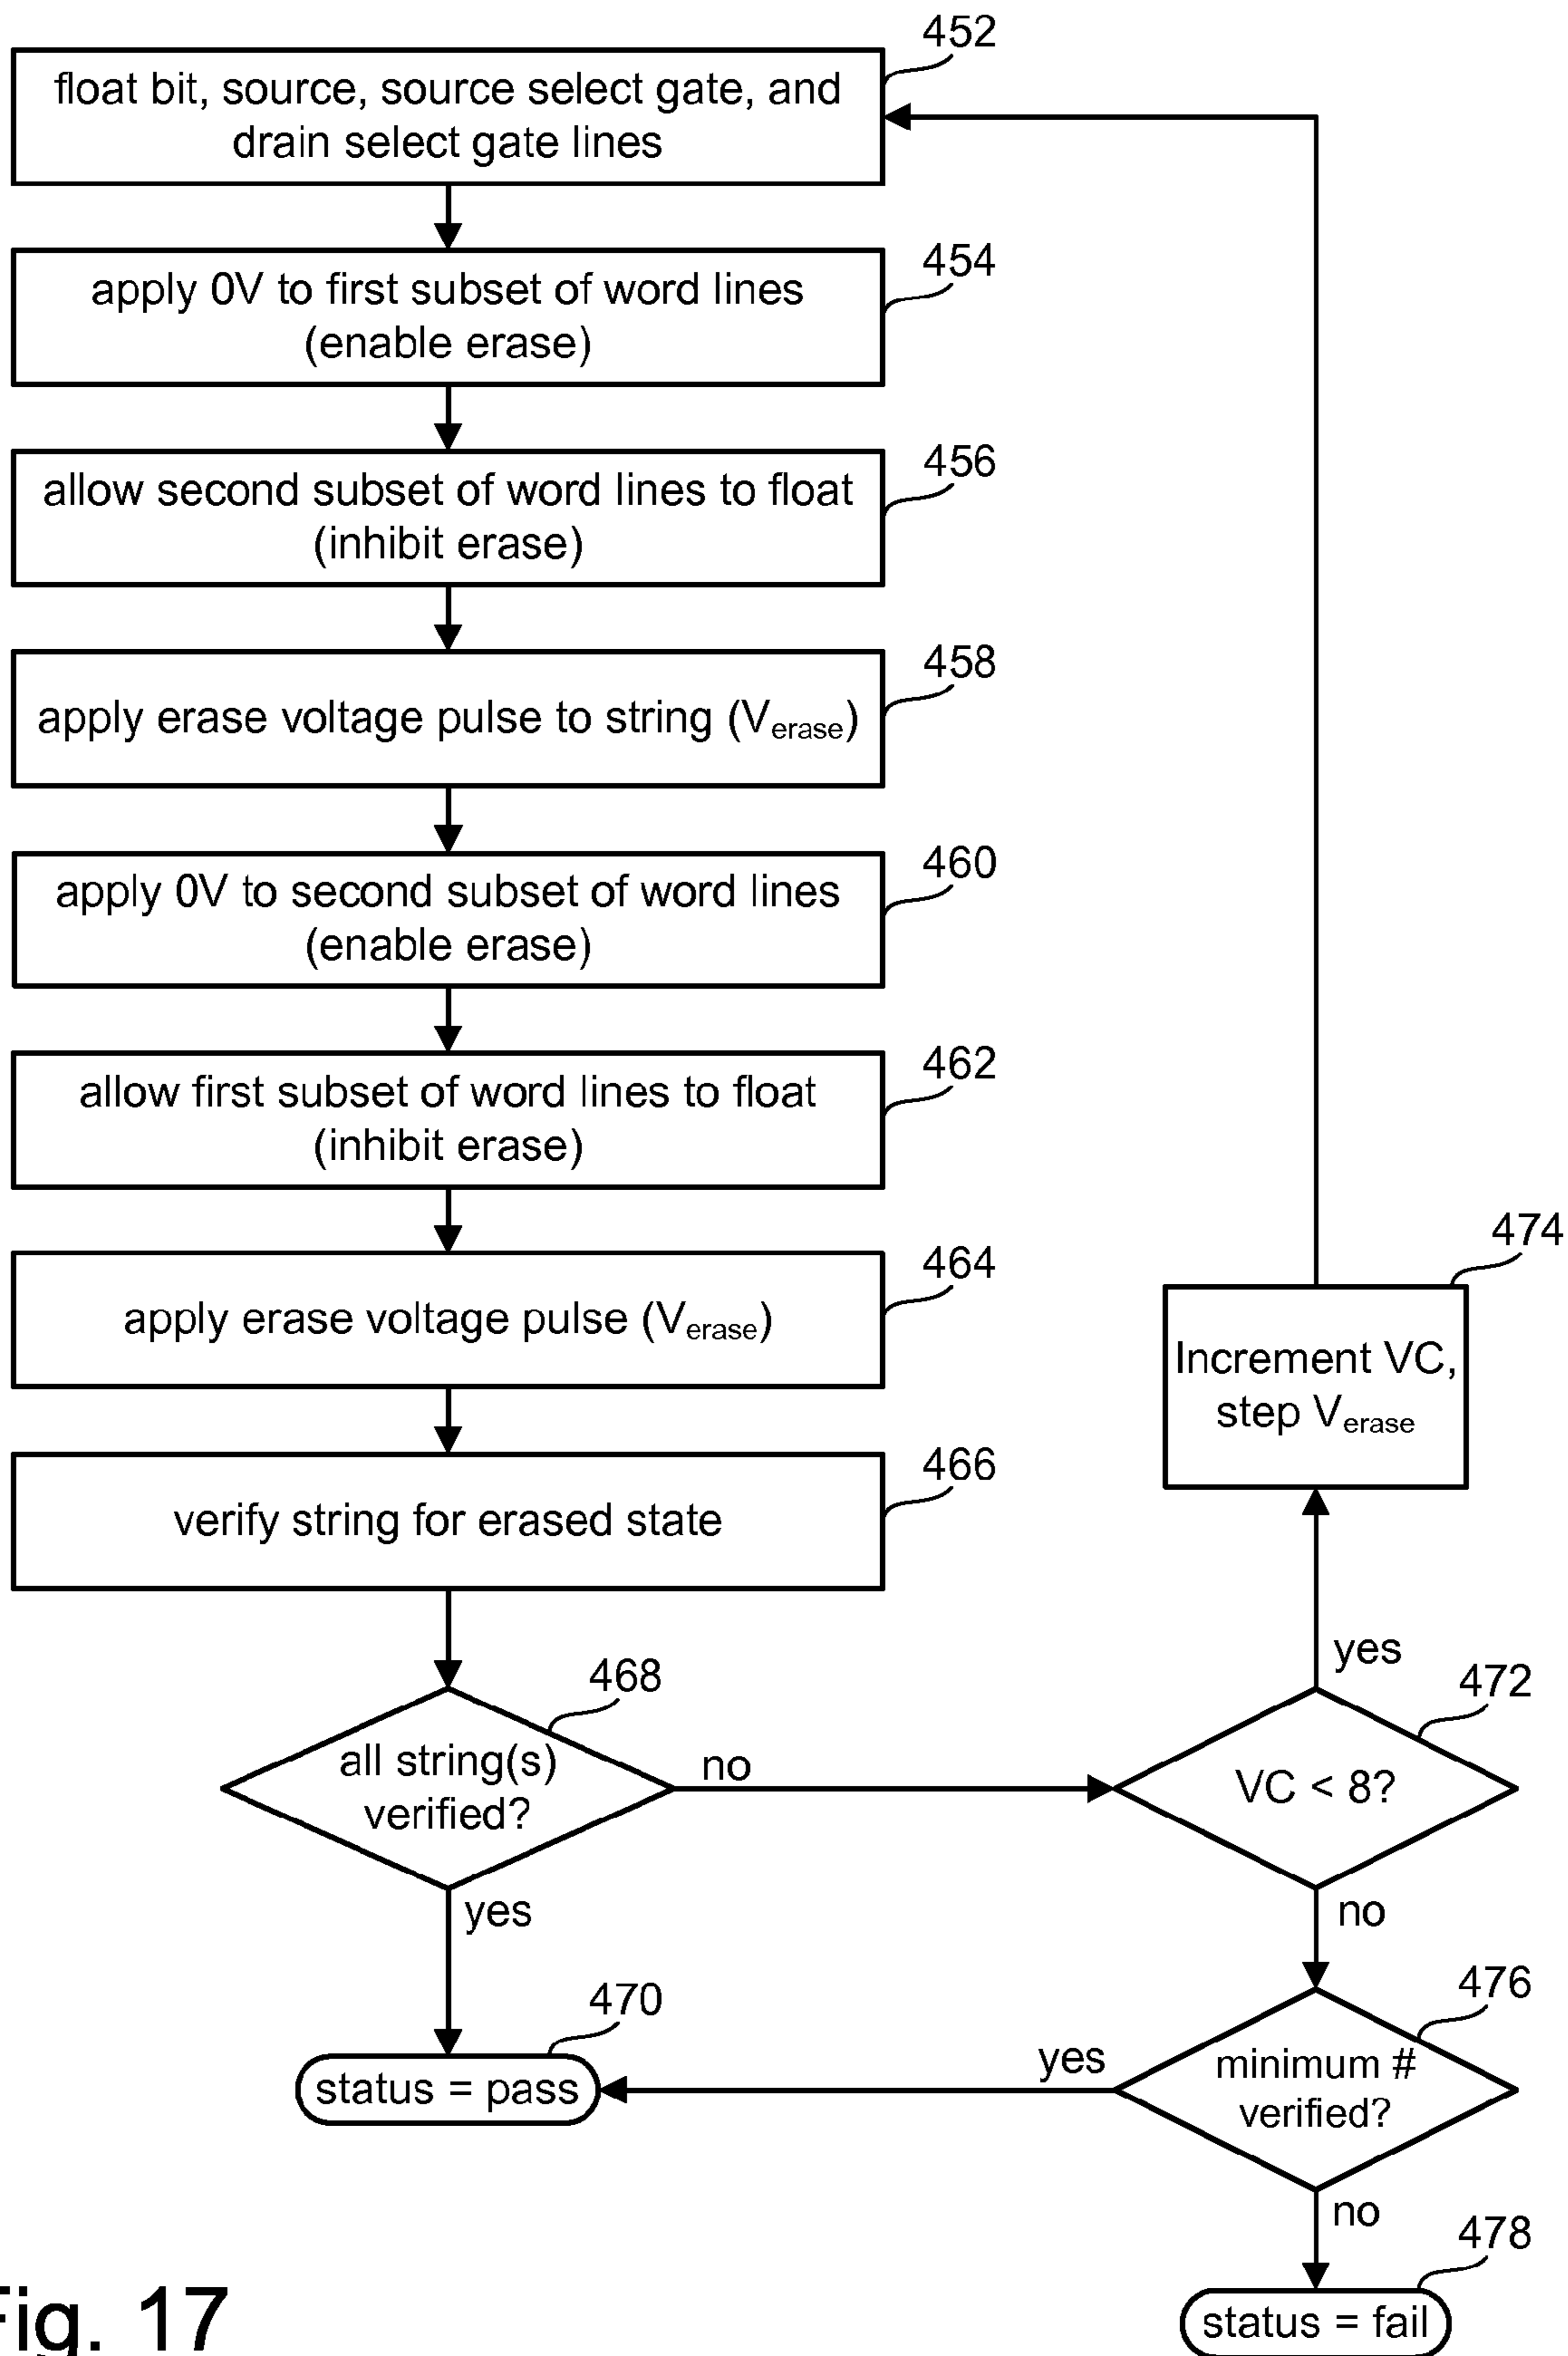 452
float bit, source, source select gate, and
drain select gate lines
454
apply 0V to first subset of word lines
(enable erase)
456
allow second subset of word lines to float
(inhibit erase)
458
apply erase voltage pulse to string (Verase)
460
apply 0V to second subset of word lines
(enable erase)
462
allow first subset of word lines to float
(inhibit erase)
464
apply erase voltage pulse (Verase)
474
Increment VC,
step Verase
466
verify string for erased state
468
all string(s)
verified?
no
yes
472
VC < 8?
yes
no
470
status = pass
476
minimum #
verified?
yes
no
478
status = fail
Fig. 17